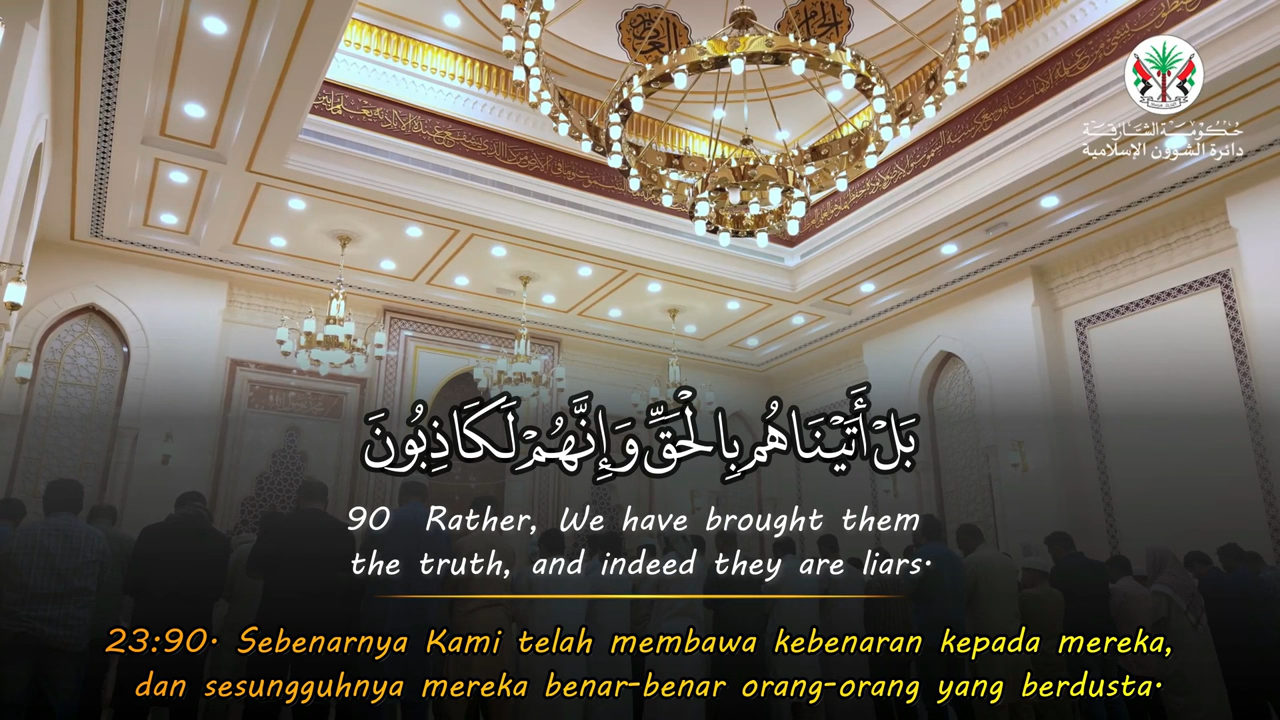 حكومة الشارقة
دائرة الشؤون الإسلامية
بَلْ أَتَيْنَاهُم بِالْحَقِّ وَإِنَّهُمْ لَكَاذِبُونَ
90 Rather, We have brought them
the truth, and indeed they are liars.
23:90. Sebenarnya Kami telah membawa kebenaran kepada mereka,
dan sesungguhnya mereka benar-benar orang-orang yang berdusta.